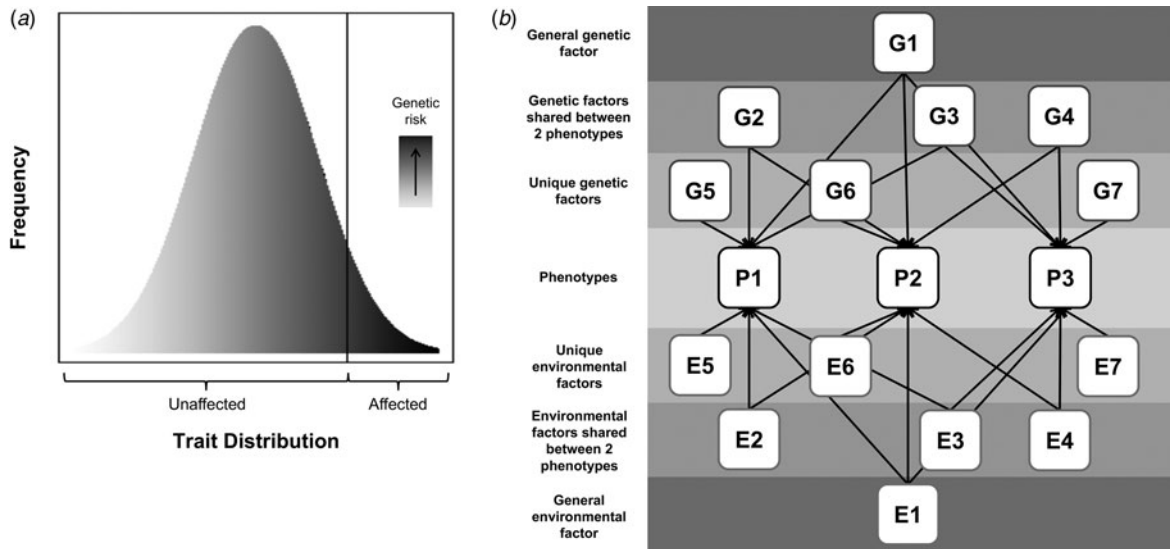 (a)
Frequency
Genetic
risk
Unaffected
Affected
Trait Distribution
(b)
General genetic
factor
Genetic factors
shared between
2 phenotypes
Unique genetic
factors
Phenotypes
Unique
environmental
factors
Environmental
factors shared
between 2
phenotypes
General
environmental
factor
G1
G2
G3
G4
G5
G6
G7
P1
P2
P3
E5
E6
E7
E2
E3
E4
E1